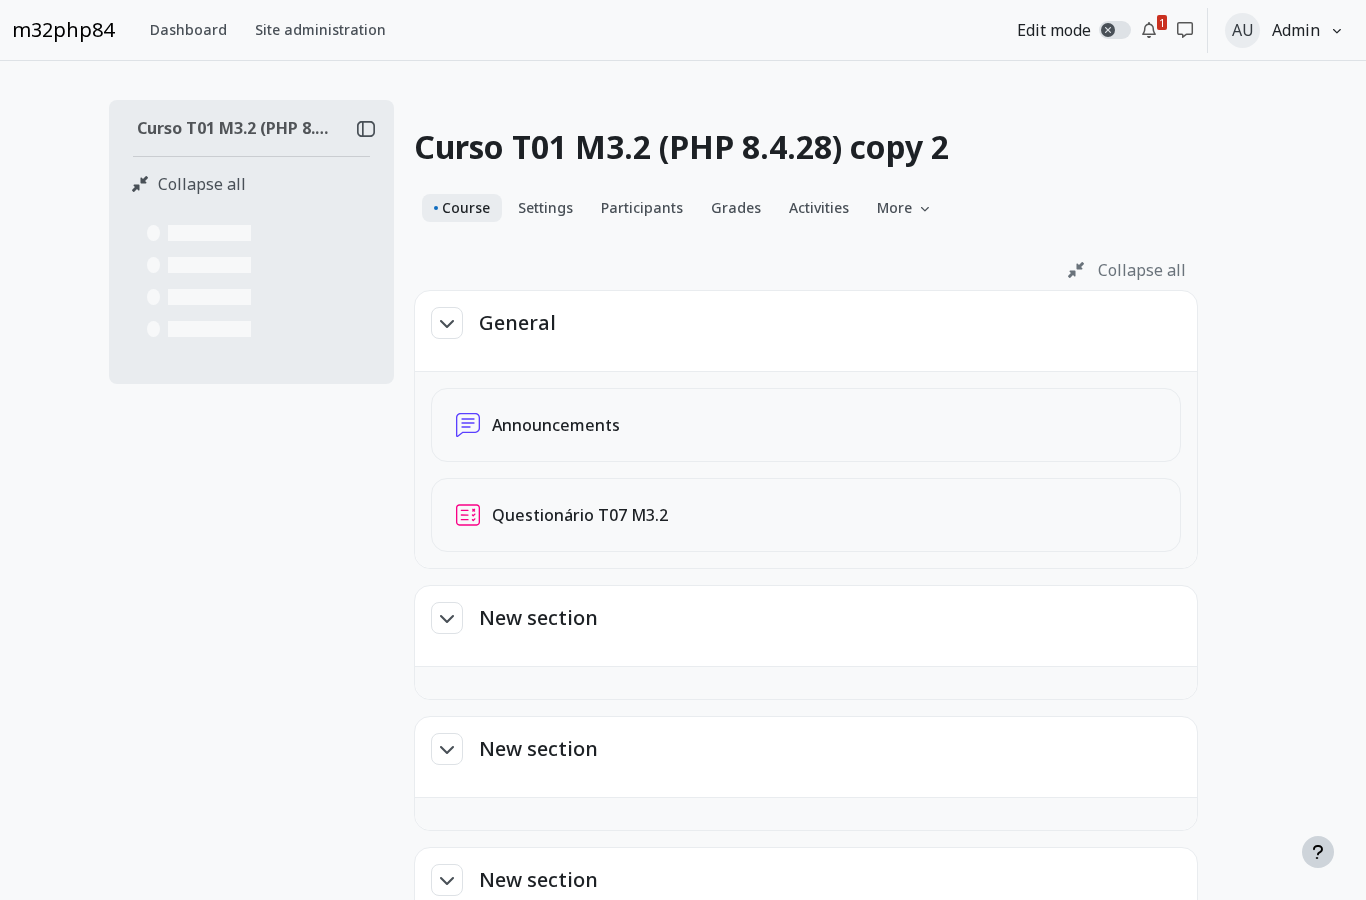 m32php84
Dashboard
Site administration
Edit mode
1
AU
Admin
Curso T01 M3.2 (PHP 8....
Collapse all
Curso T01 M3.2 (PHP 8.4.28) copy 2
Course
Settings
Participants
Grades
Activities
More
Collapse all
General
Announcements
Questionário T07 M3.2
New section
New section
New section
?